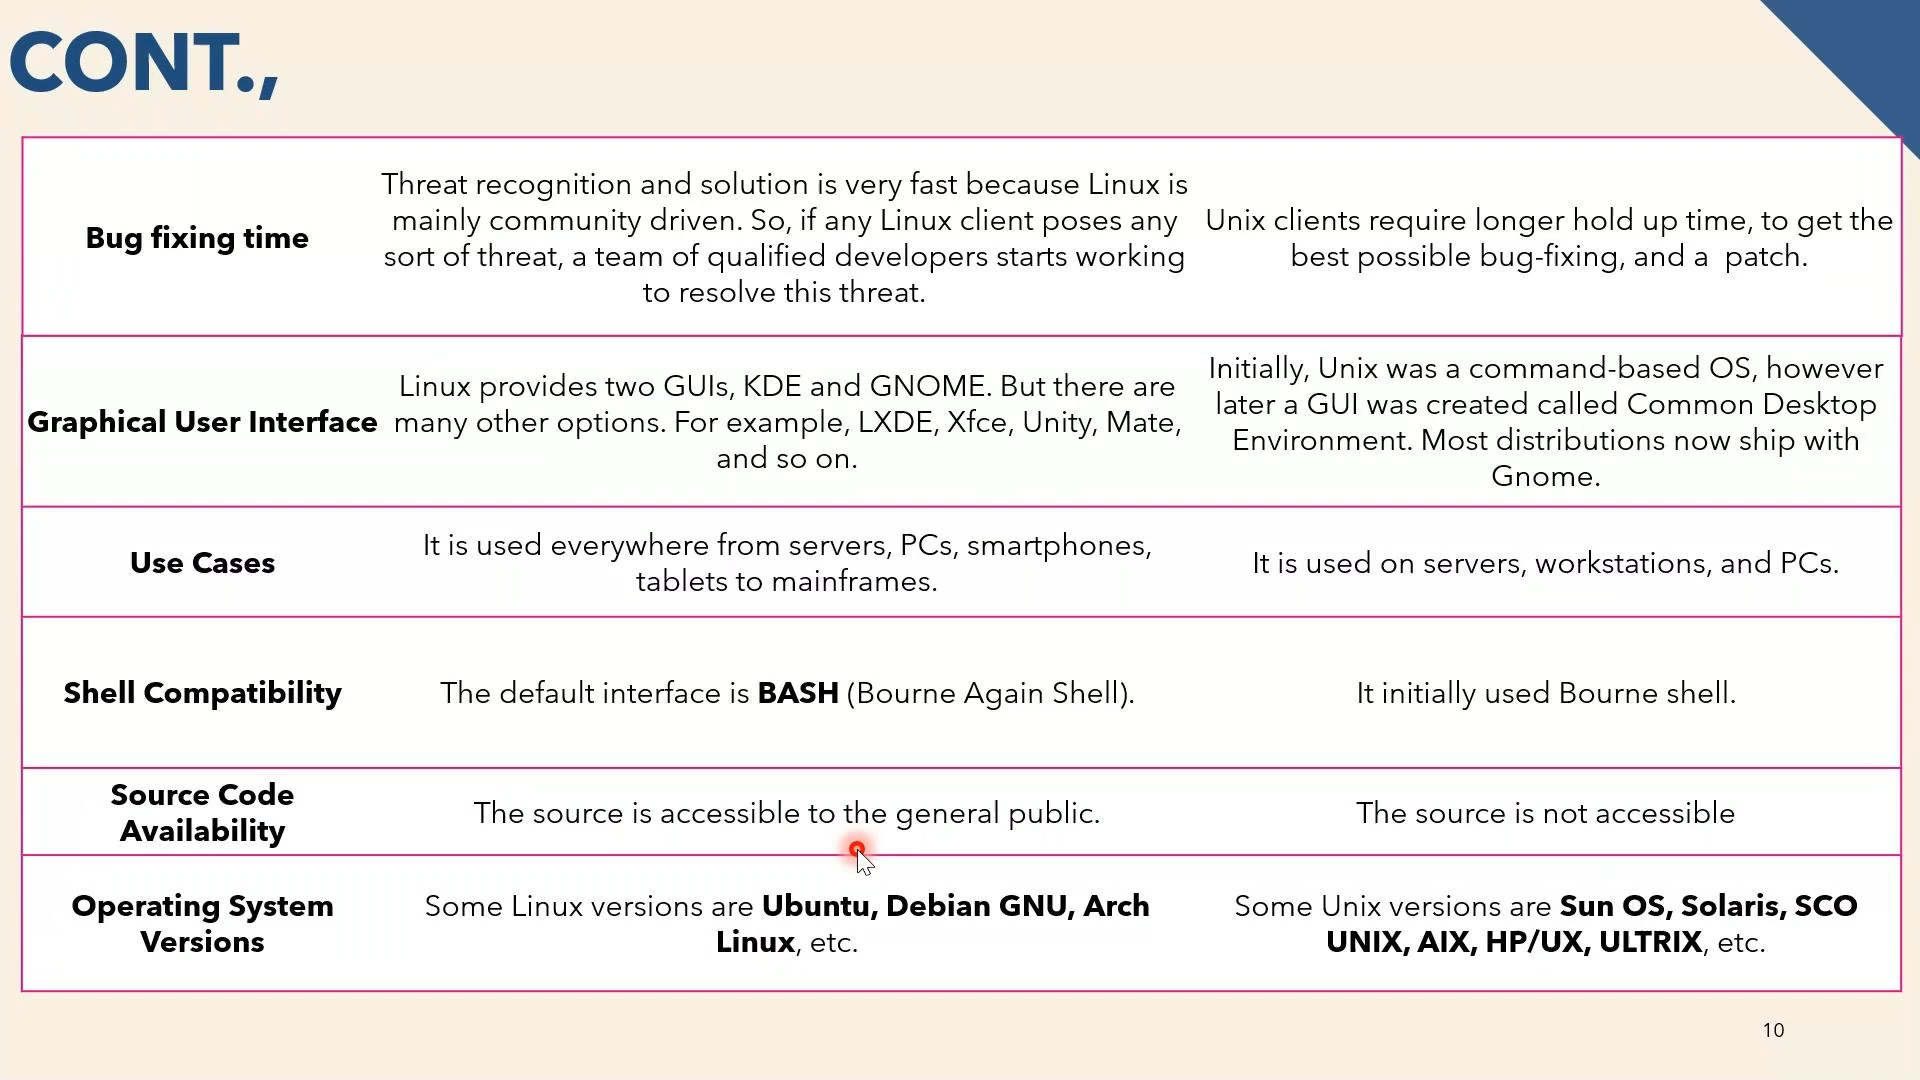 CONT.,
Bug fixing time
Threat recognition and solution is very fast because Linux is
mainly community driven. So, if any Linux client poses any
sort of threat, a team of qualified developers starts working
to resolve this threat.
Unix clients require longer hold up time, to get the
best possible bug-fixing, and a  patch.
Graphical User Interface
Linux provides two GUIs, KDE and GNOME. But there are
many other options. For example, LXDE, Xfce, Unity, Mate,
and so on.
Initially, Unix was a command-based OS, however
later a GUI was created called Common Desktop
Environment. Most distributions now ship with
Gnome.
Use Cases
It is used everywhere from servers, PCs, smartphones,
tablets to mainframes.
It is used on servers, workstations, and PCs.
Shell Compatibility
The default interface is BASH (Bourne Again Shell).
It initially used Bourne shell.
Source Code
Availability
The source is accessible to the general public.
The source is not accessible
Operating System
Versions
Some Linux versions are Ubuntu, Debian GNU, Arch
Linux, etc.
Some Unix versions are Sun OS, Solaris, SCO
UNIX, AIX, HP/UX, ULTRIX, etc.
10